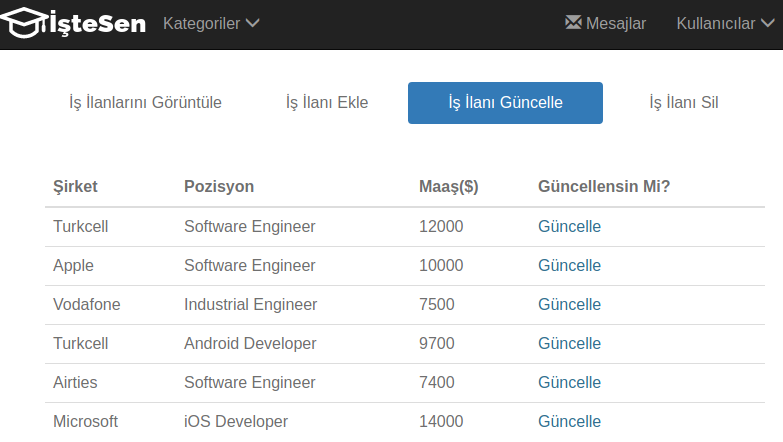 İşteSen Kategoriler Mesajlar Kullanıcılar
İş İlanlarını Görüntüle İş İlanı Ekle İş İlanı Güncelle İş İlanı Sil
Şirket Pozisyon Maaş($) Güncellensin Mi?
Turkcell Software Engineer 12000 Güncelle
Apple Software Engineer 10000 Güncelle
Vodafone Industrial Engineer 7500 Güncelle
Turkcell Android Developer 9700 Güncelle
Airties Software Engineer 7400 Güncelle
Microsoft iOS Developer 14000 Güncelle